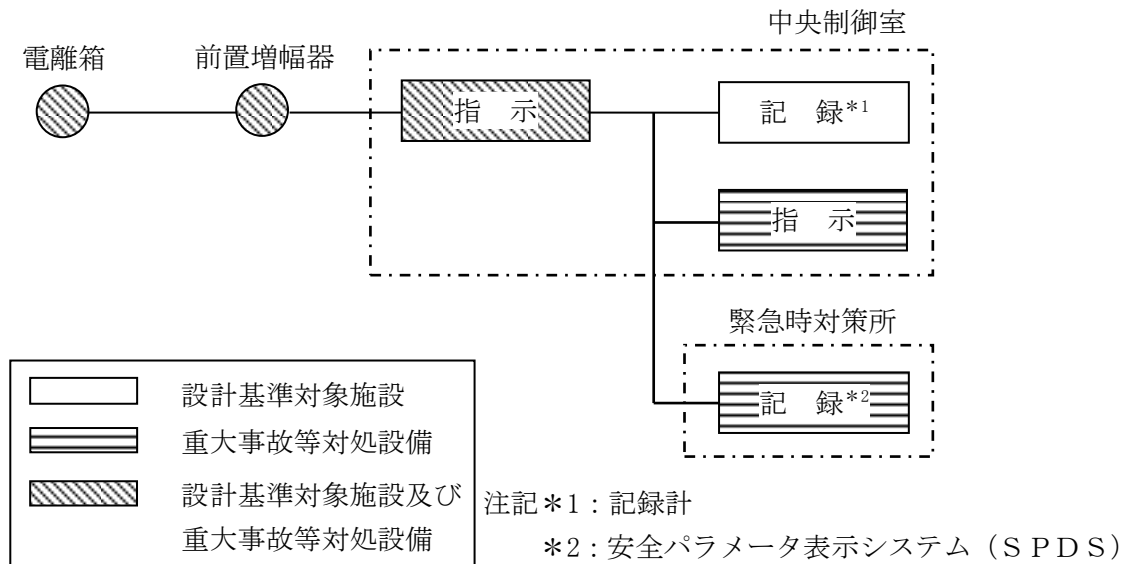 中央制御室
電離箱
前置増幅器
指 示
記 録*1
指 示
緊急時対策所
記 録*2
設計基準対象施設
重大事故等対処設備
設計基準対象施設及び
重大事故等対処設備
注記*1:記録計
*2:安全パラメータ表示システム(SPDS)